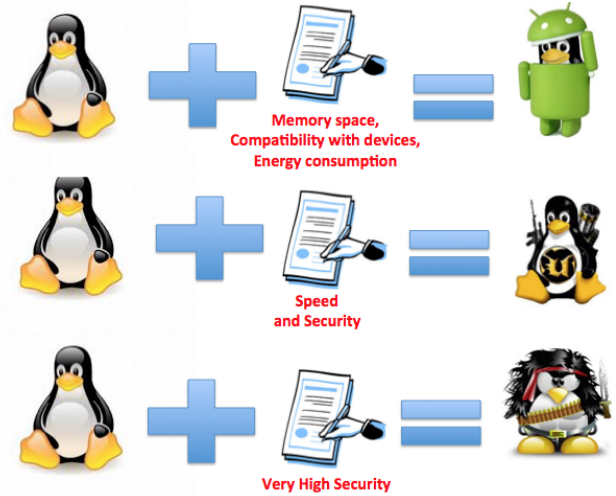 Memory space,
Compatibility with devices,
Energy consumption
Speed
and Security
Very High Security